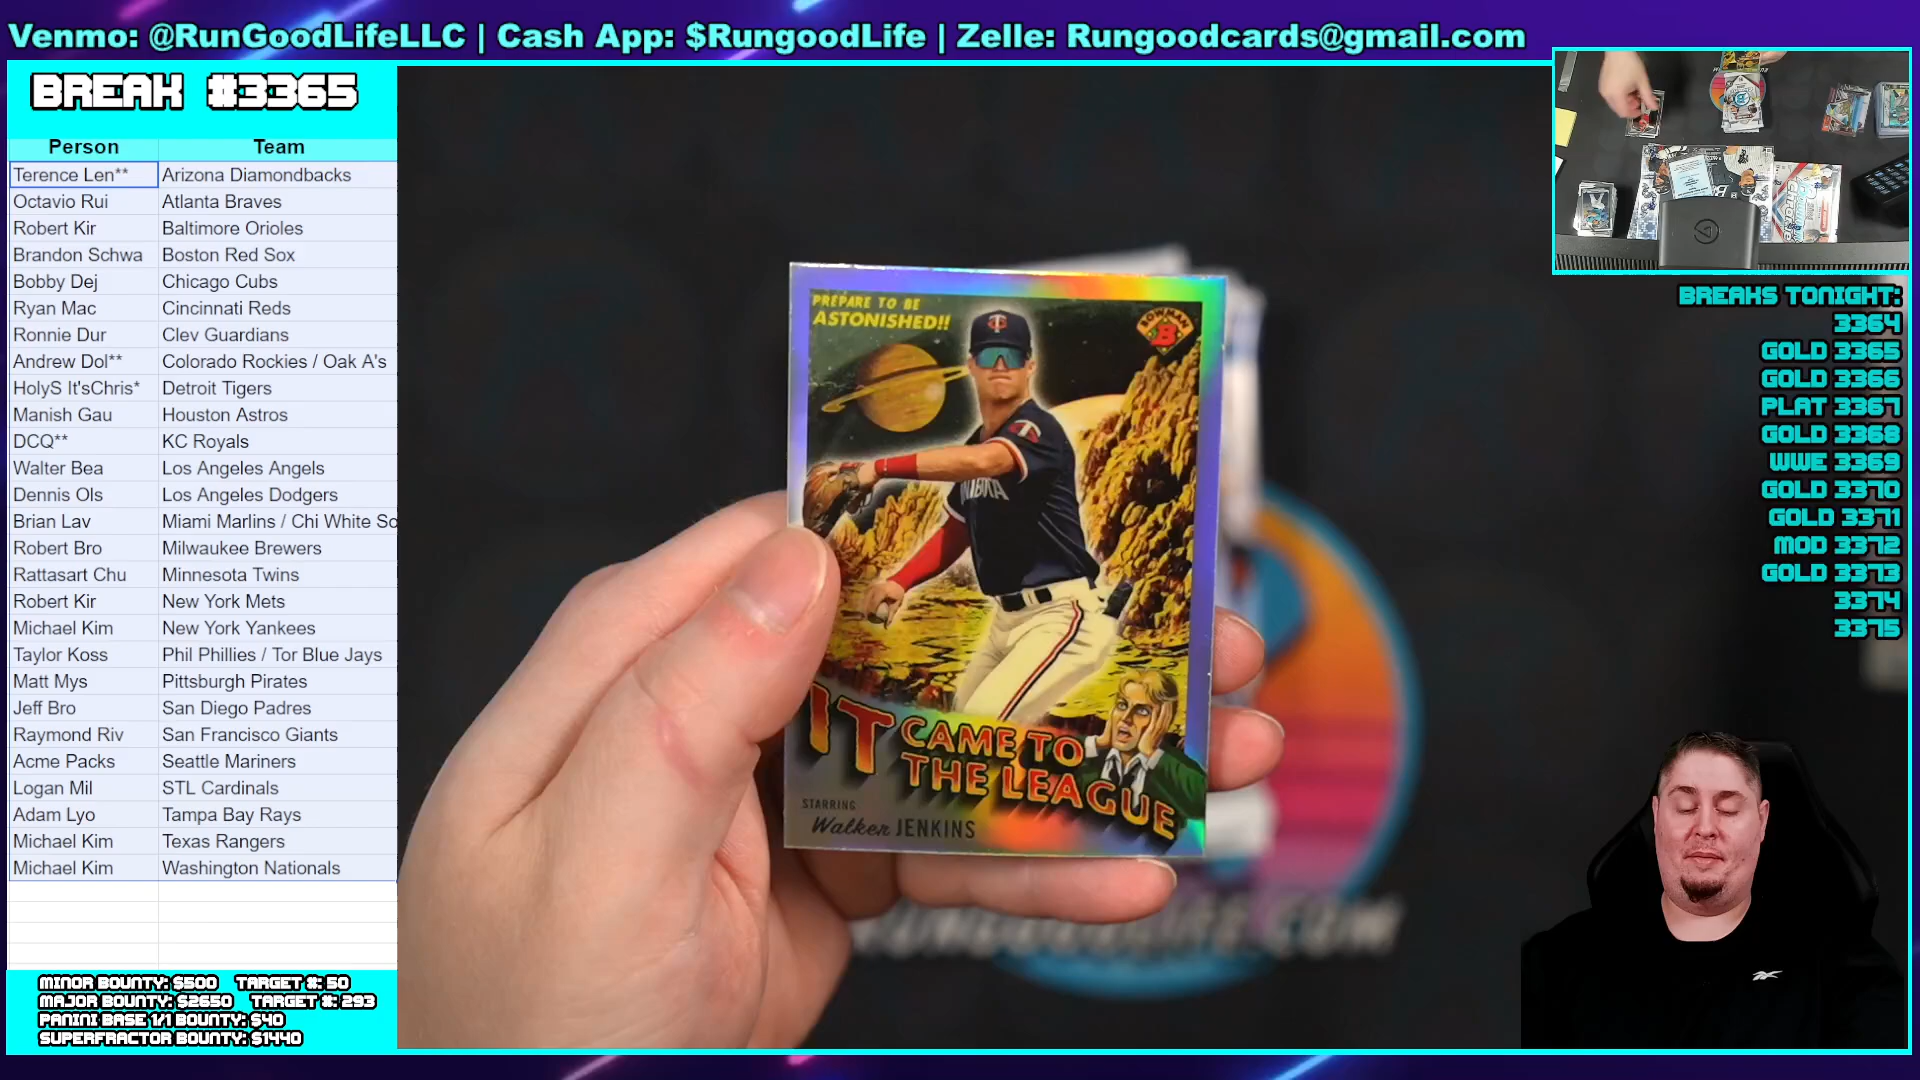 Venmo: @RunGoodLifeLLC | Cash App: $RungoodLife | Zelle: Rungoodcards@gmail.com
BREAK #3365
Person Team
Terence Len** Arizona Diamondbacks
Octavio Rui Atlanta Braves
Robert Kir Baltimore Orioles
Brandon Schwa Boston Red Sox
Bobby Dej Chicago Cubs
Ryan Mac Cincinnati Reds
Ronnie Dur Clev Guardians
Andrew Dol** Colorado Rockies / Oak A's
HolyS It'sChris* Detroit Tigers
Manish Gau Houston Astros
DCQ** KC Royals
Walter Bea Los Angeles Angels
Dennis Ols Los Angeles Dodgers
Brian Lav Miami Marlins / Chi White So
Robert Bro Milwaukee Brewers
Rattasart Chu Minnesota Twins
Robert Kir New York Mets
Michael Kim New York Yankees
Taylor Koss Phil Phillies / Tor Blue Jays
Matt Mys Pittsburgh Pirates
Jeff Bro San Diego Padres
Raymond Riv San Francisco Giants
Acme Packs Seattle Mariners
Logan Mil STL Cardinals
Adam Lyo Tampa Bay Rays
Michael Kim Texas Rangers
Michael Kim Washington Nationals
MINOR BOUNTY: $500 TARGET #: 50
MAJOR BOUNTY: $2650 TARGET #: 293
PANINI BASE 1/1 BOUNTY: $40
SUPERFRACTOR BOUNTY: $1440
PREPARE TO BE
ASTONISHED!!
BOWMAN
B
IT CAME TO
THE LEAGUE
STARRING
Walker JENKINS
RUNGOODLIFE.COM
BREAKS TONIGHT:
3364
GOLD 3365
GOLD 3366
PLAT 3367
GOLD 3368
WWE 3369
GOLD 3370
GOLD 3371
MOD 3372
GOLD 3373
3374
3375